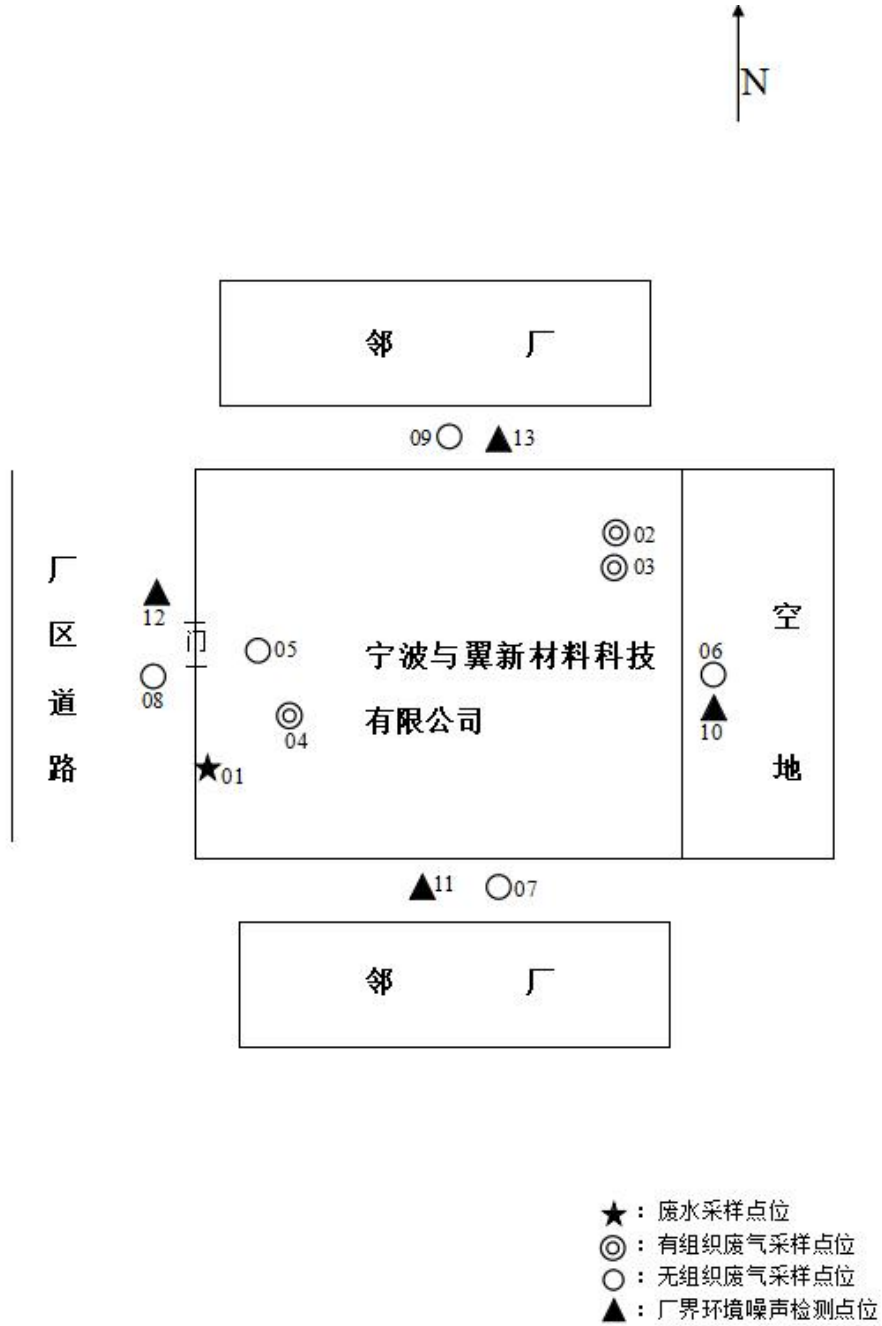 N
邻 厂
09 13
02
03
厂区道路
12
门
05
宁波与翼新材料科技
有限公司
空地
06
08
04
10
01
11 07
邻 厂
★：废水采样点位
◎：有组织废气采样点位
○：无组织废气采样点位
▲：厂界环境噪声检测点位